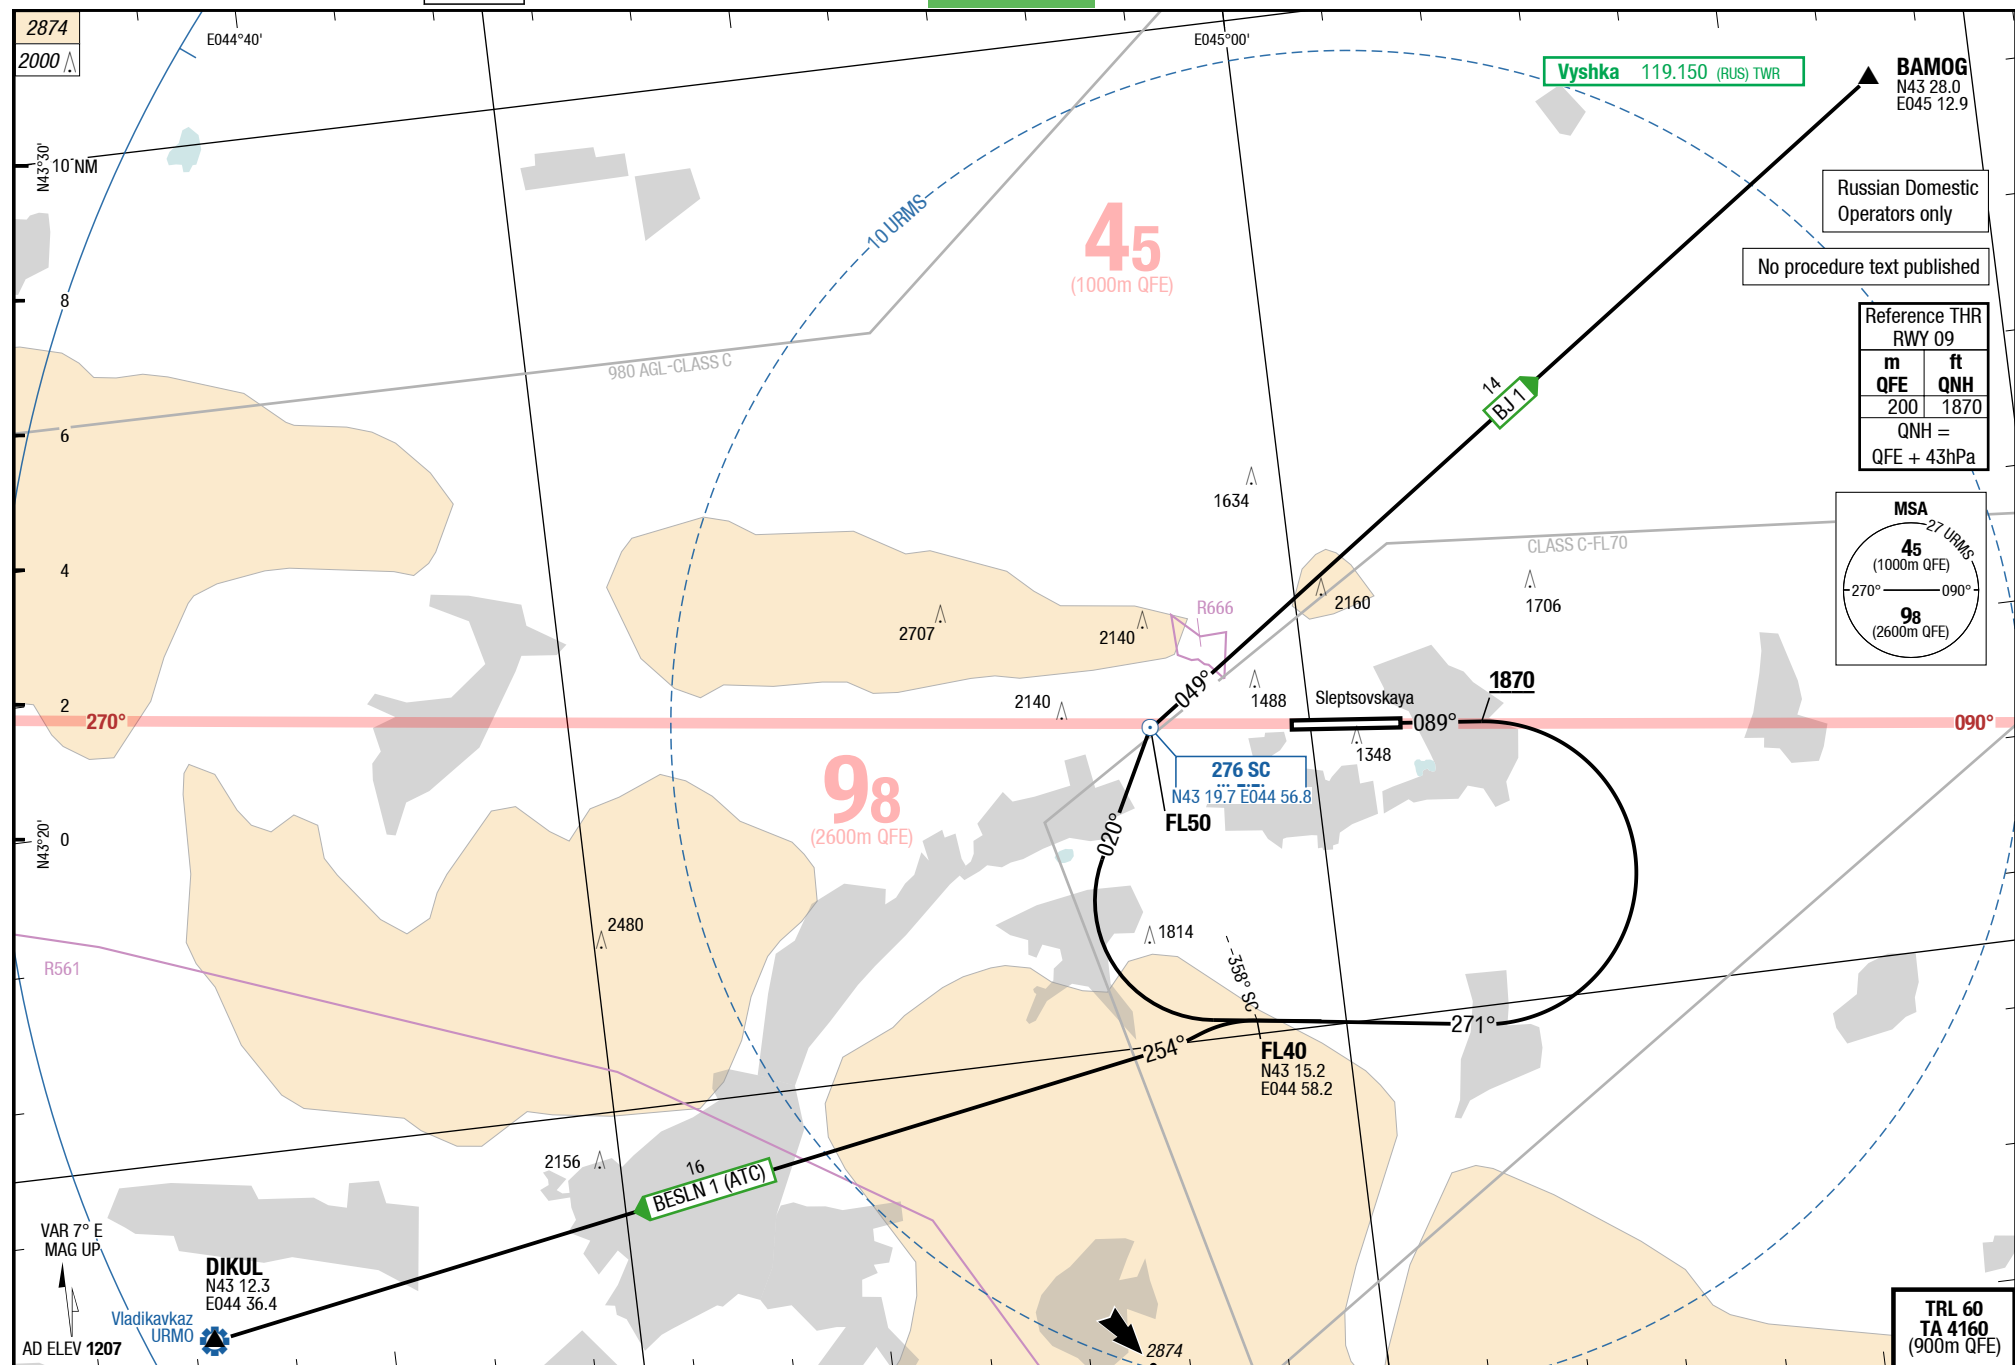 2874
2000
E044°40'
E045°00'
Vyshka 119.150 (RUS) TWR
BAMOG
N43 28.0
E045 12.9
N43°30'
10 NM
Russian Domestic
Operators only
10 URMS
45
(1000m QFE)
No procedure text published
8
Reference THR
RWY 09
m ft
QFE QNH
200 1870
QNH =
QFE + 43hPa
980 AGL-CLASS C
14
BJ 1
6
1634
MSA
27 URMS
45
(1000m QFE)
270° 090°
98
(2600m QFE)
CLASS C-FL70
4
2160
1706
R666
2707
2140
049°
1488
Sleptsovskaya
1870
2140
2
270°
089°
090°
1348
276 SC
N43 19.7 E044 56.8
FL50
98
(2600m QFE)
020°
N43°20'
0
2480
1814
358° SC
R561
271°
254°
FL40
N43 15.2
E044 58.2
2156
16
BESLN 1 (ATC)
VAR 7° E
MAG UP
DIKUL
N43 12.3
E044 36.4
Vladikavkaz
URMO
AD ELEV 1207
2874
TRL 60
TA 4160
(900m QFE)